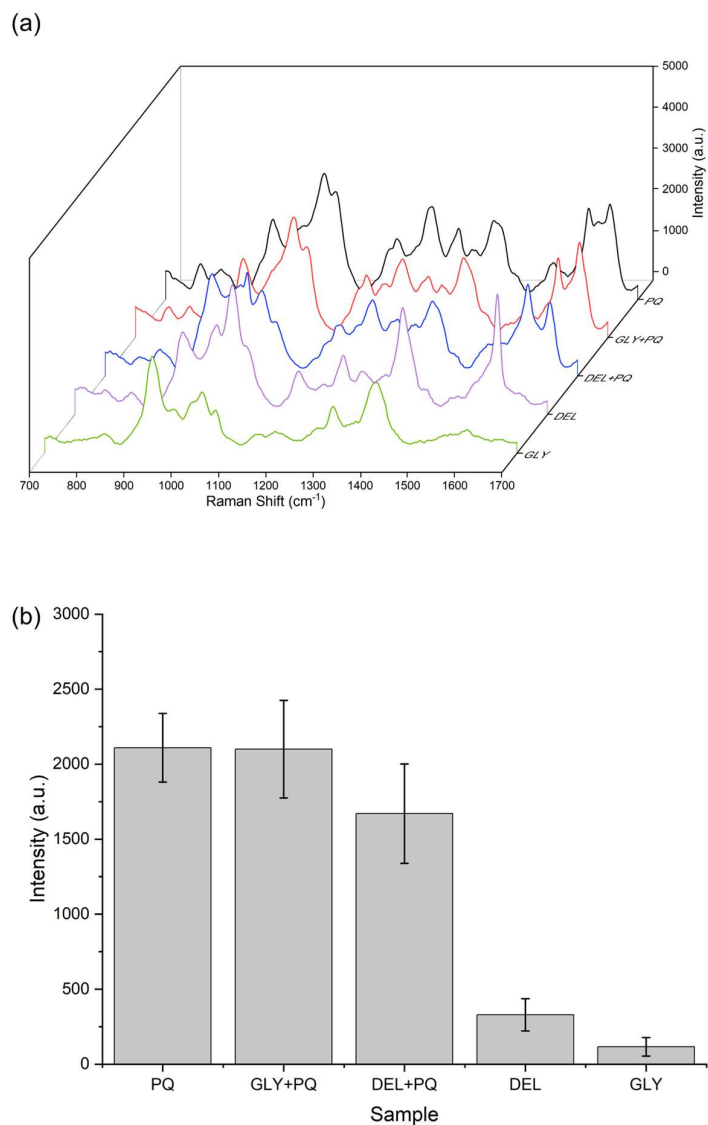 (a)
5000
4000
3000
2000
1000
0
Intensity (a.u.)
PQ
GLY+PQ
DEL+PQ
DEL
GLY
700 800 900 1000 1100 1200 1300 1400 1500 1600 1700
Raman Shift (cm⁻¹)
(b)
3000
2500
2000
1500
1000
500
0
Intensity (a.u.)
PQ GLY+PQ DEL+PQ DEL GLY
Sample